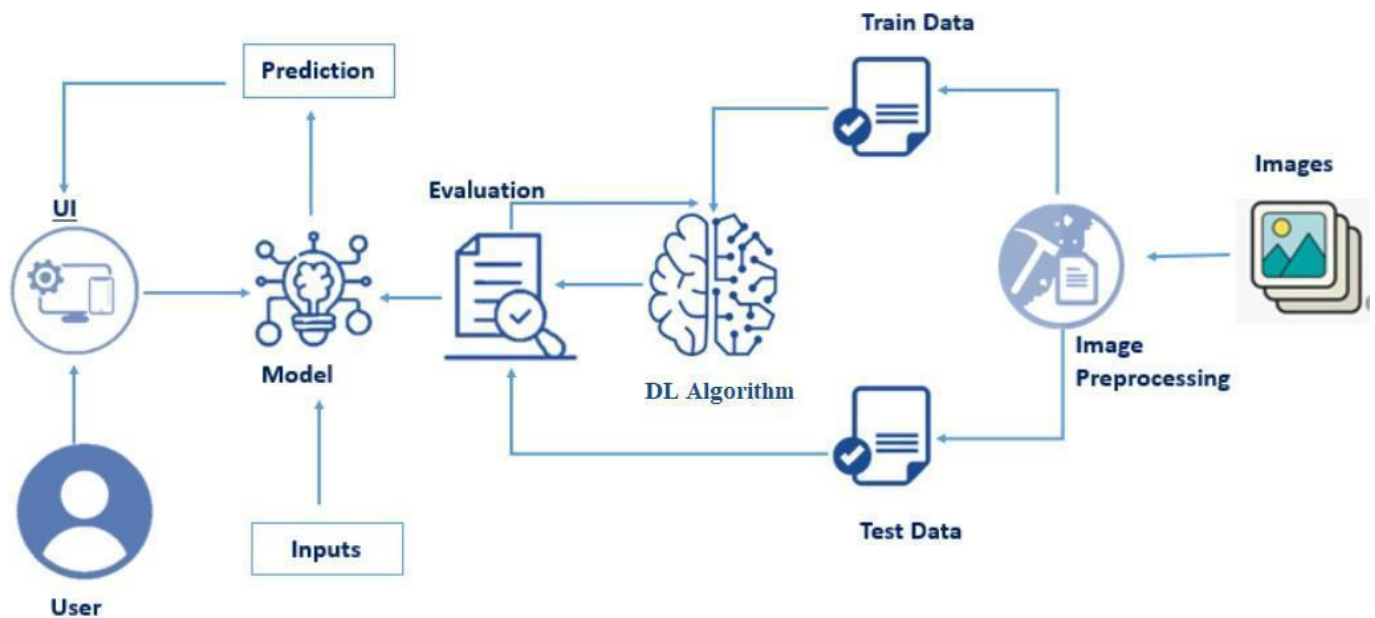 Train Data
Prediction
Images
Evaluation
UI
Image
Preprocessing
Model
DL Algorithm
Test Data
Inputs
User